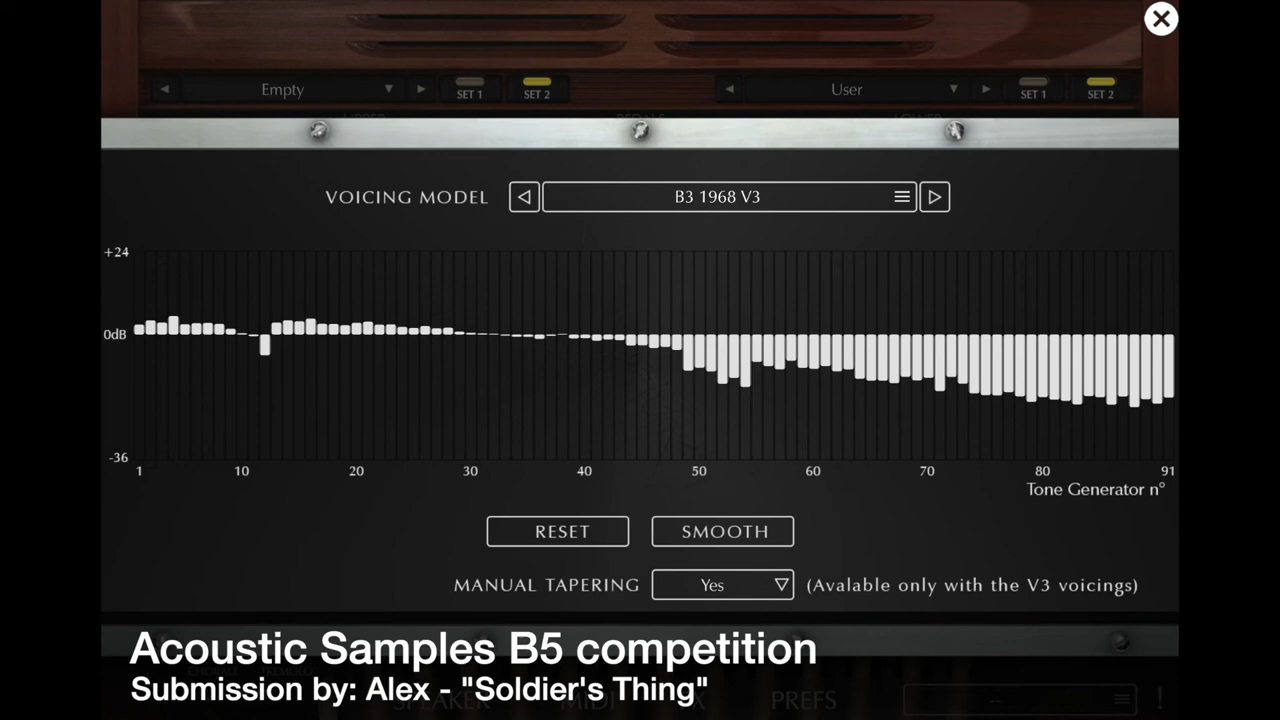 Empty SET 1 SET 2 User SET 1 SET 2
VOICING MODEL B3 1968 V3
+24
0dB
-36
1 10 20 30 40 50 60 70 80 91
Tone Generator n°
RESET SMOOTH
MANUAL TAPERING Yes (Avalable only with the V3 voicings)
Acoustic Samples B5 competition
Submission by: Alex - "Soldier's Thing"
SPEAKER MIDI PREFS -- !